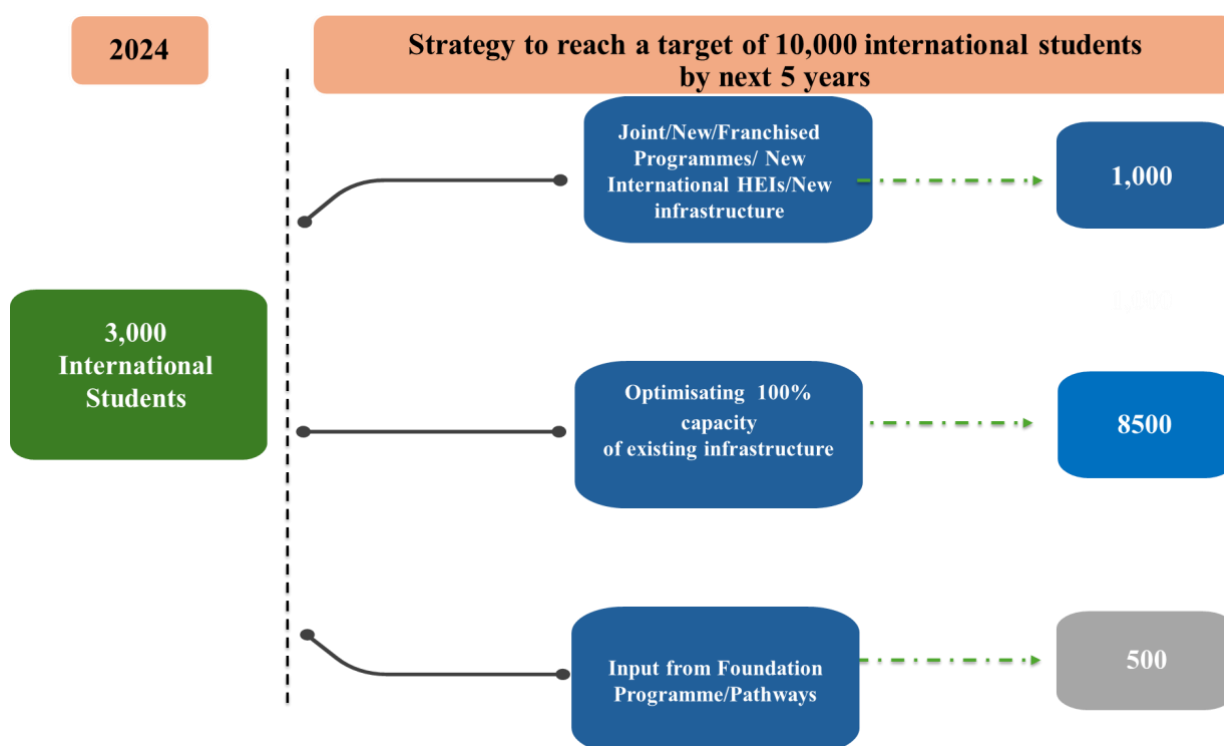 2024
Strategy to reach a target of 10,000 international students
by next 5 years
Joint/New/Franchised
Programmes/ New
International HEIs/New
infrastructure
1,000
3,000
International
Students
Optimisating 100%
capacity
of existing infrastructure
8500
Input from Foundation
Programme/Pathways
500